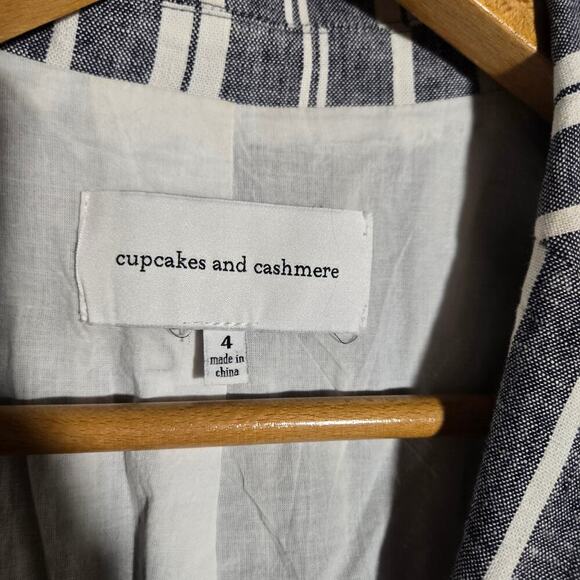 cupcakes and cashmere
4
made in
china